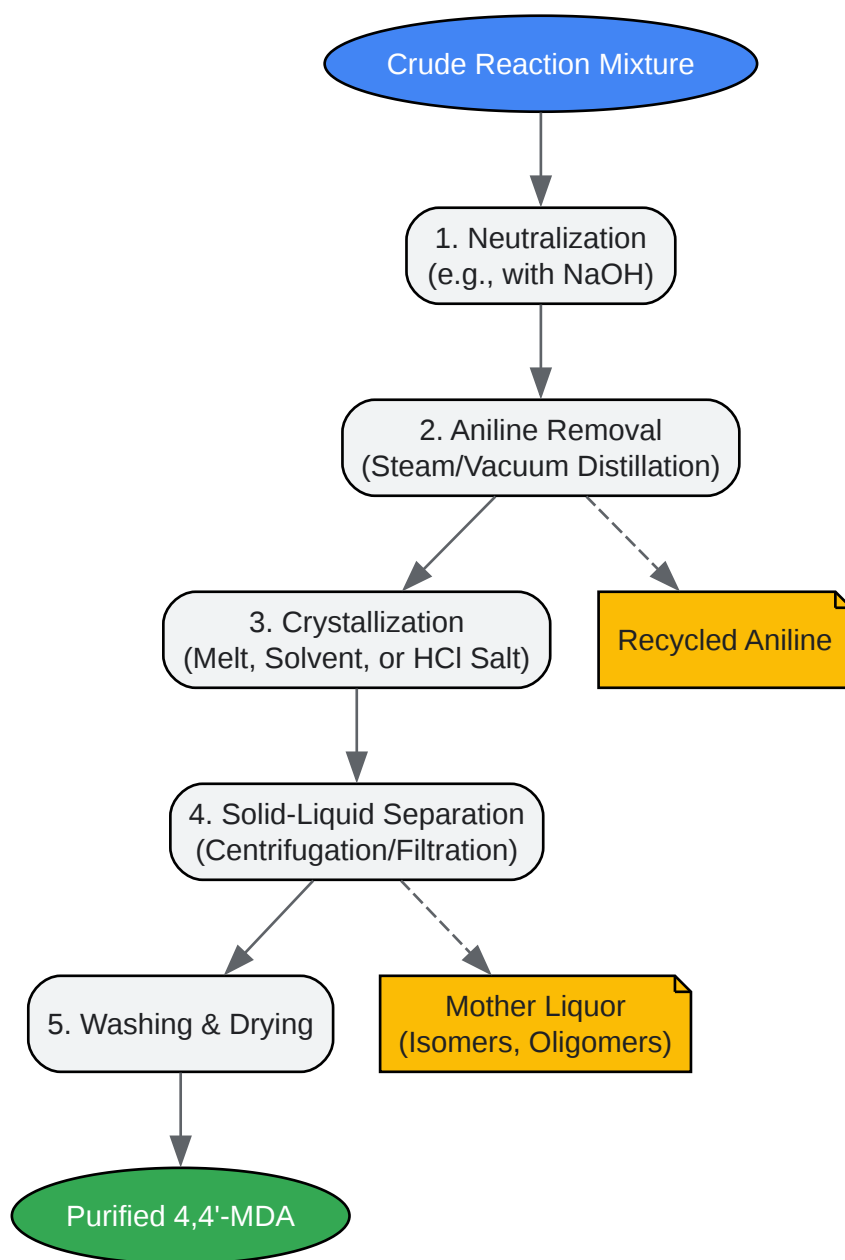 Crude Reaction Mixture
1. Neutralization
(e.g., with NaOH)
2. Aniline Removal
(Steam/Vacuum Distillation)
3. Crystallization
(Melt, Solvent, or HCl Salt)
Recycled Aniline
4. Solid-Liquid Separation
(Centrifugation/Filtration)
5. Washing & Drying
Mother Liquor
(Isomers, Oligomers)
Purified 4,4'-MDA